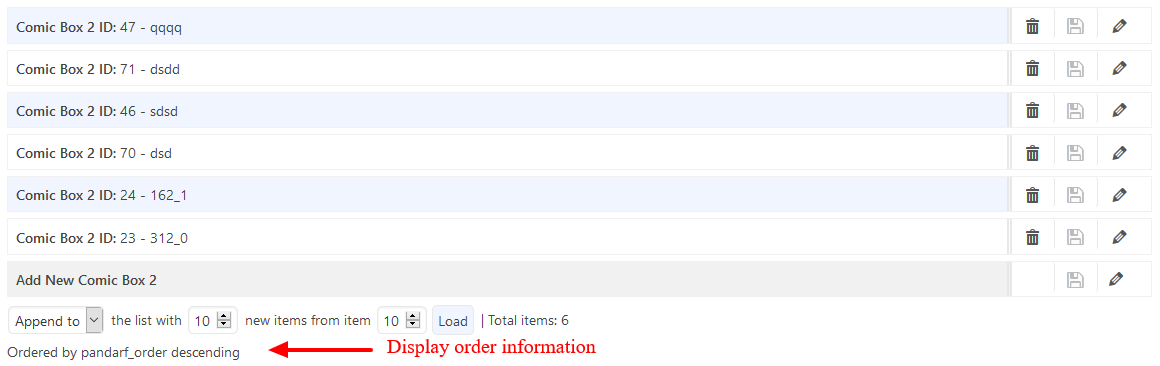 Comic Box 2 ID: 47 - qqqq
Comic Box 2 ID: 71 - dsdd
Comic Box 2 ID: 46 - sdsd
Comic Box 2 ID: 70 - dsd
Comic Box 2 ID: 24 - 162_1
Comic Box 2 ID: 23 - 312_0
Add New Comic Box 2
Append to the list with 10 new items from item 10 Load | Total items: 6
Ordered by pandarf_order descending Display order information